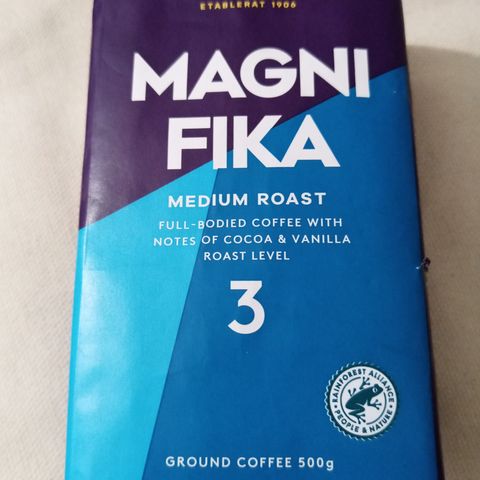 ETABLERAT 1906
MAGNI
FIKA
MEDIUM ROAST
FULL-BODIED COFFEE WITH
NOTES OF COCOA & VANILLA
ROAST LEVEL
3
RAINFOREST ALLIANCE
PEOPLE & NATURE
GROUND COFFEE 500g